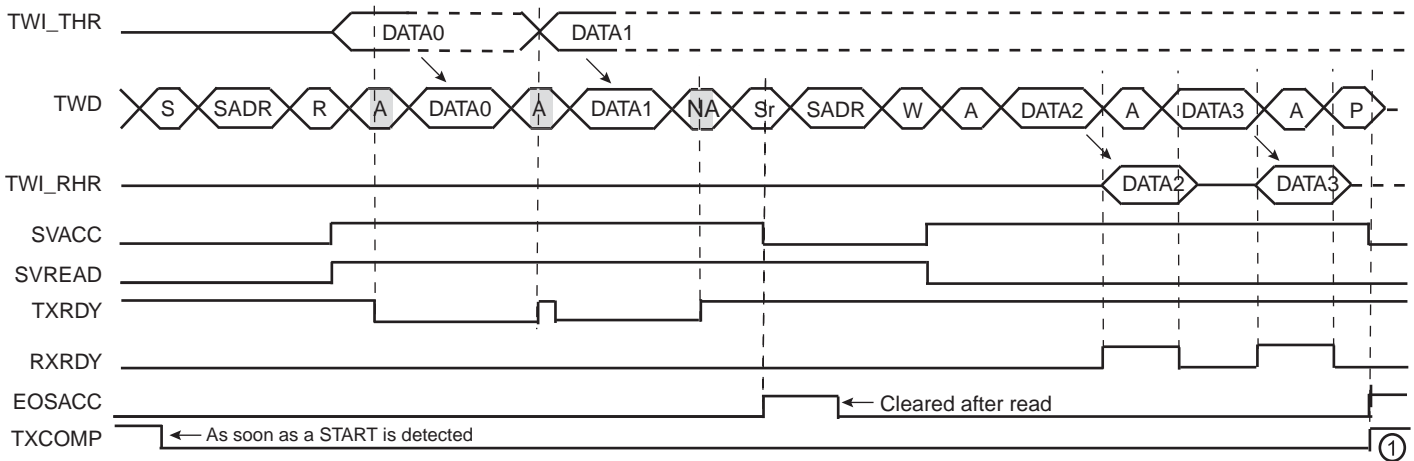 TWI_THR DATA0 DATA1
TWD S SADR R A DATA0 A DATA1 NA Sr SADR W A DATA2 A DATA3 A P
TWI_RHR DATA2 DATA3
SVACC
SVREAD
TXRDY
RXRDY
EOSACC Cleared after read
TXCOMP As soon as a START is detected 1